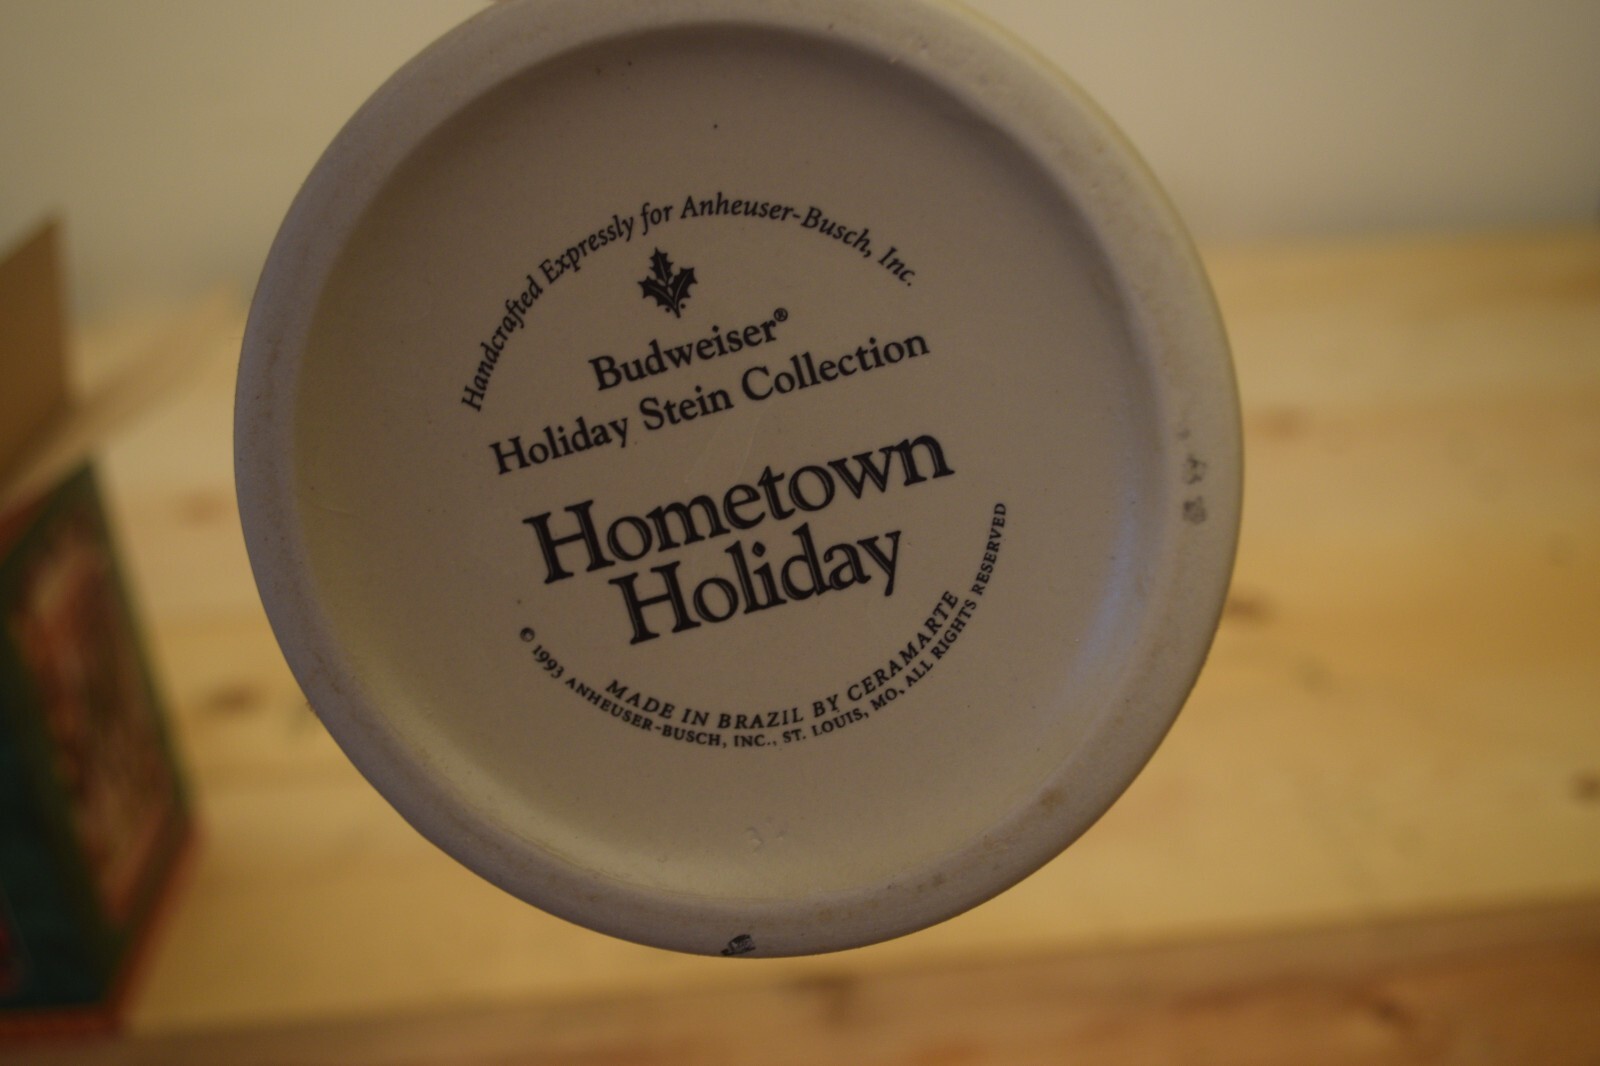 Handcrafted Expressly for Anheuser-Busch, Inc.
Budweiser®
Holiday Stein Collection
Hometown
Holiday
MADE IN BRAZIL BY CERAMARTE
© 1993 ANHEUSER-BUSCH, INC., ST. LOUIS, MO, ALL RIGHTS RESERVED